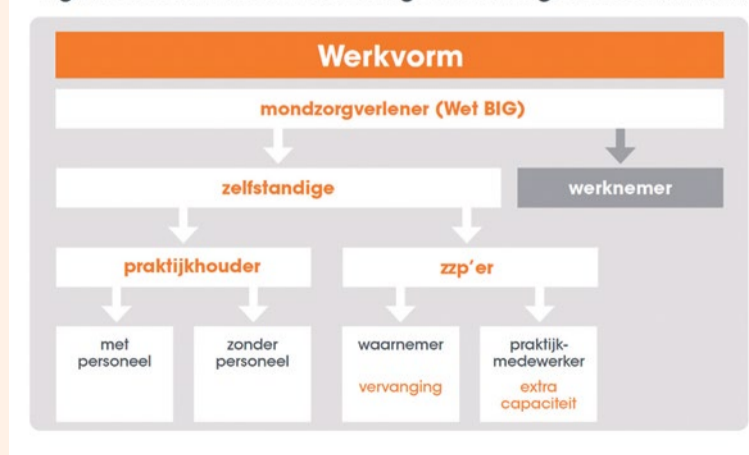 Werkvorm
mondzorgverlener (Wet BIG)
zelfstandige
werknemer
praktijkhouder
zzp'er
met
personeel
zonder
personeel
waarnemer
vervanging
praktijk-
medewerker
extra
capaciteit